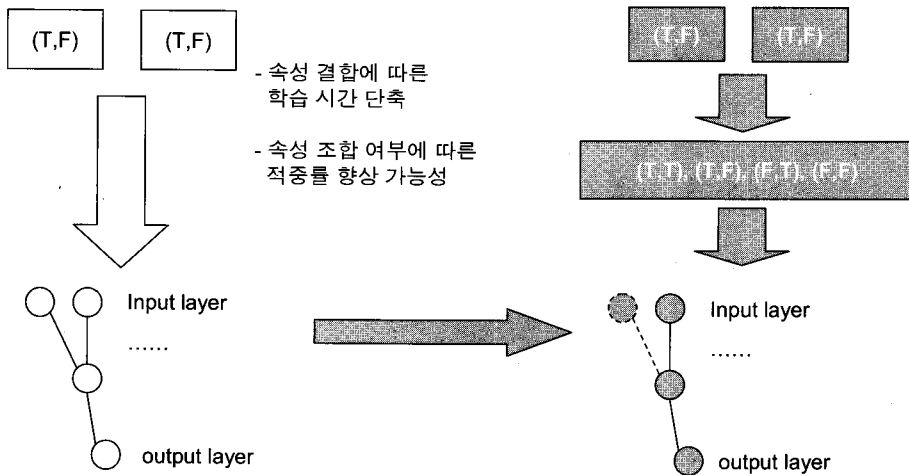 (T,F) (T,F)
- 속성 결합에 따른
학습 시간 단축
- 속성 조합 여부에 따른
적중률 향상 가능성
Input layer
......
output layer
(T,F) (T,F)
(T,T), (T,F), (F,T), (F,F)
Input layer
......
output layer